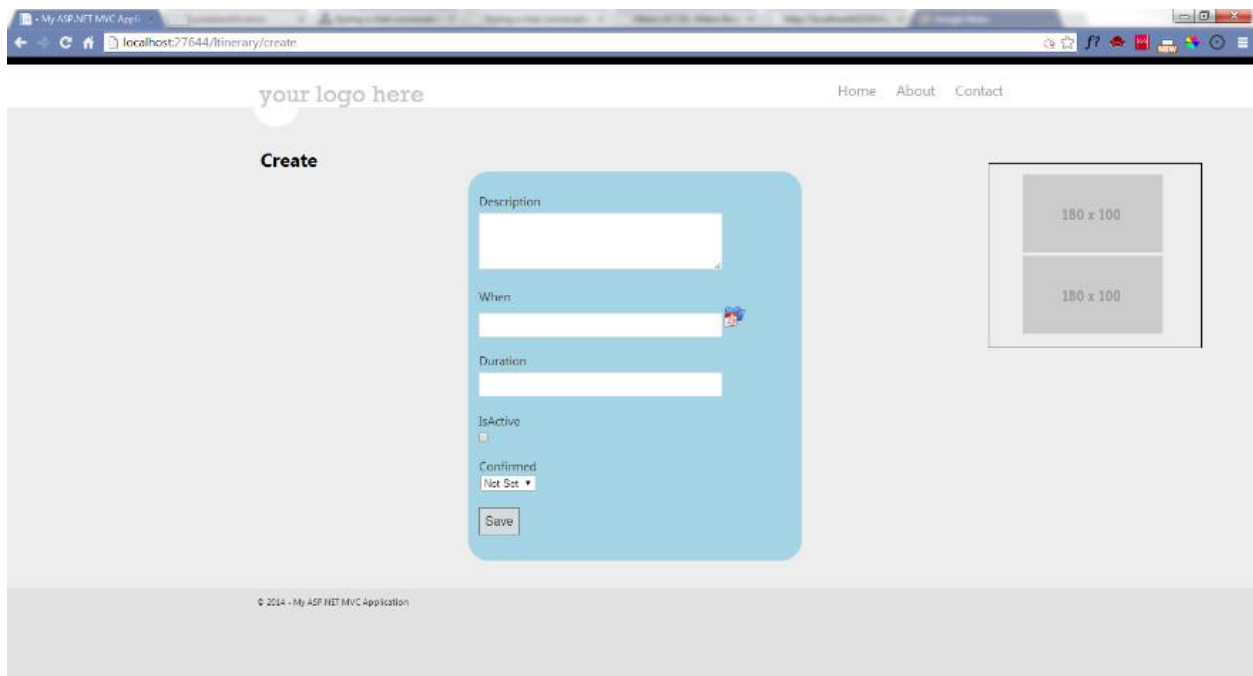 - My ASP.NET MVC Appli
localhost:27644/Itinerary/create
f?
your logo here
Home About Contact
Create
Description
180 x 100
When
180 x 100
Duration
IsActive
Confirmed
Not Set
Save
© 2014 - My ASP.NET MVC Application